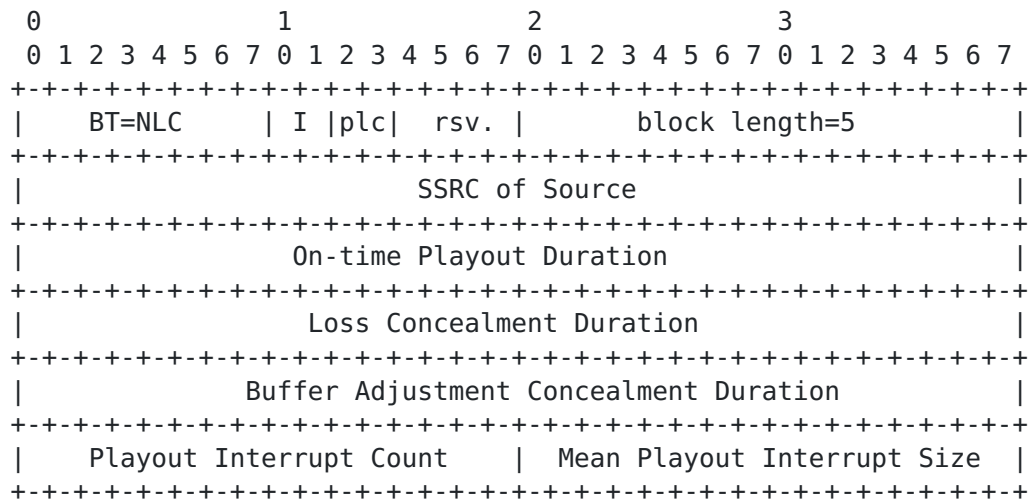 0                   1                   2                   3
 0 1 2 3 4 5 6 7 0 1 2 3 4 5 6 7 0 1 2 3 4 5 6 7 0 1 2 3 4 5 6 7
+-+-+-+-+-+-+-+-+-+-+-+-+-+-+-+-+-+-+-+-+-+-+-+-+-+-+-+-+-+-+-+-+
|    BT=NLC     | I |plc|  rsv. |       block length=5          |
+-+-+-+-+-+-+-+-+-+-+-+-+-+-+-+-+-+-+-+-+-+-+-+-+-+-+-+-+-+-+-+-+
|                         SSRC of Source                        |
+-+-+-+-+-+-+-+-+-+-+-+-+-+-+-+-+-+-+-+-+-+-+-+-+-+-+-+-+-+-+-+-+
|                 On-time Playout Duration                      |
+-+-+-+-+-+-+-+-+-+-+-+-+-+-+-+-+-+-+-+-+-+-+-+-+-+-+-+-+-+-+-+-+
|                  Loss Concealment Duration                    |
+-+-+-+-+-+-+-+-+-+-+-+-+-+-+-+-+-+-+-+-+-+-+-+-+-+-+-+-+-+-+-+-+
|              Buffer Adjustment Concealment Duration           |
+-+-+-+-+-+-+-+-+-+-+-+-+-+-+-+-+-+-+-+-+-+-+-+-+-+-+-+-+-+-+-+-+
|    Playout Interrupt Count    |  Mean Playout Interrupt Size  |
+-+-+-+-+-+-+-+-+-+-+-+-+-+-+-+-+-+-+-+-+-+-+-+-+-+-+-+-+-+-+-+-+